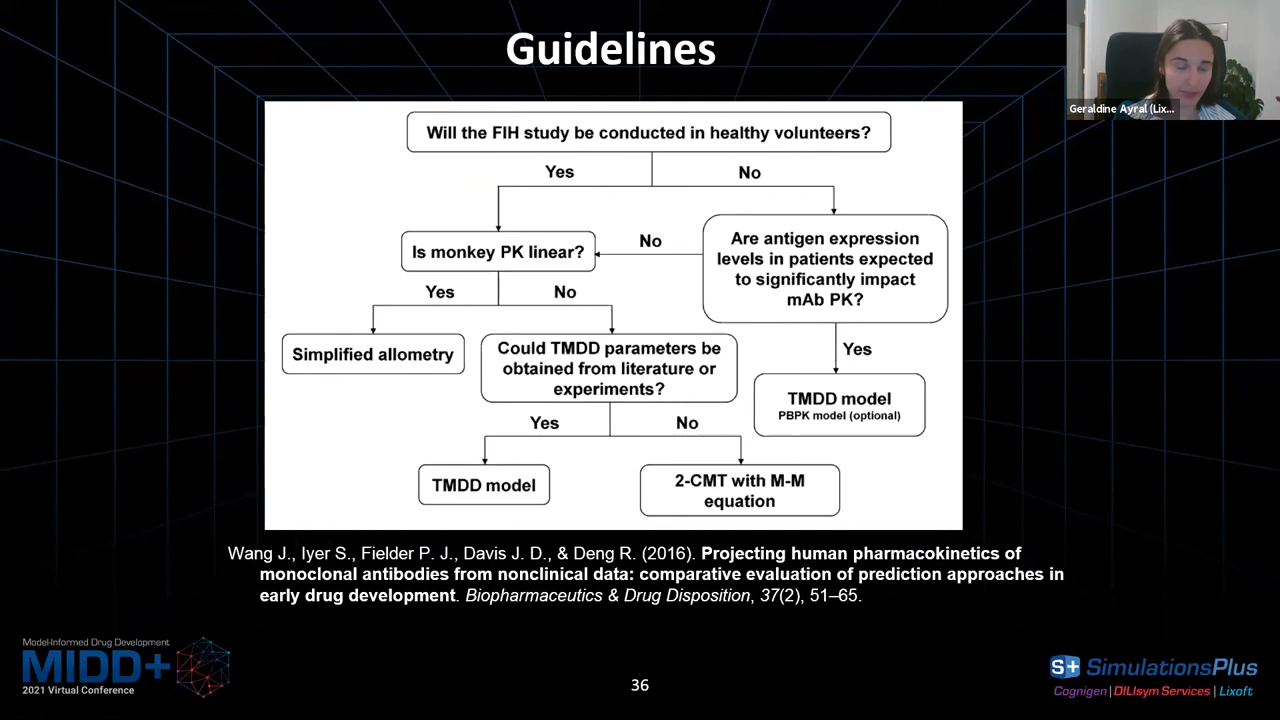 Guidelines
Geraldine Ayral (Lix...
Will the FIH study be conducted in healthy volunteers?
Yes
No
Is monkey PK linear?
No
Are antigen expression
levels in patients expected
to significantly impact
mAb PK?
Yes
No
Simplified allometry
Could TMDD parameters be
obtained from literature or
experiments?
Yes
TMDD model
PBPK model (optional)
Yes
No
TMDD model
2-CMT with M-M
equation
Wang J., Iyer S., Fielder P. J., Davis J. D., & Deng R. (2016). Projecting human pharmacokinetics of
monoclonal antibodies from nonclinical data: comparative evaluation of prediction approaches in
early drug development. Biopharmaceutics & Drug Disposition, 37(2), 51–65.
Model-Informed Drug Development
MIDD+
2021 Virtual Conference
36
S+ SimulationsPlus
Cognigen | DILIsym Services | Lixoft